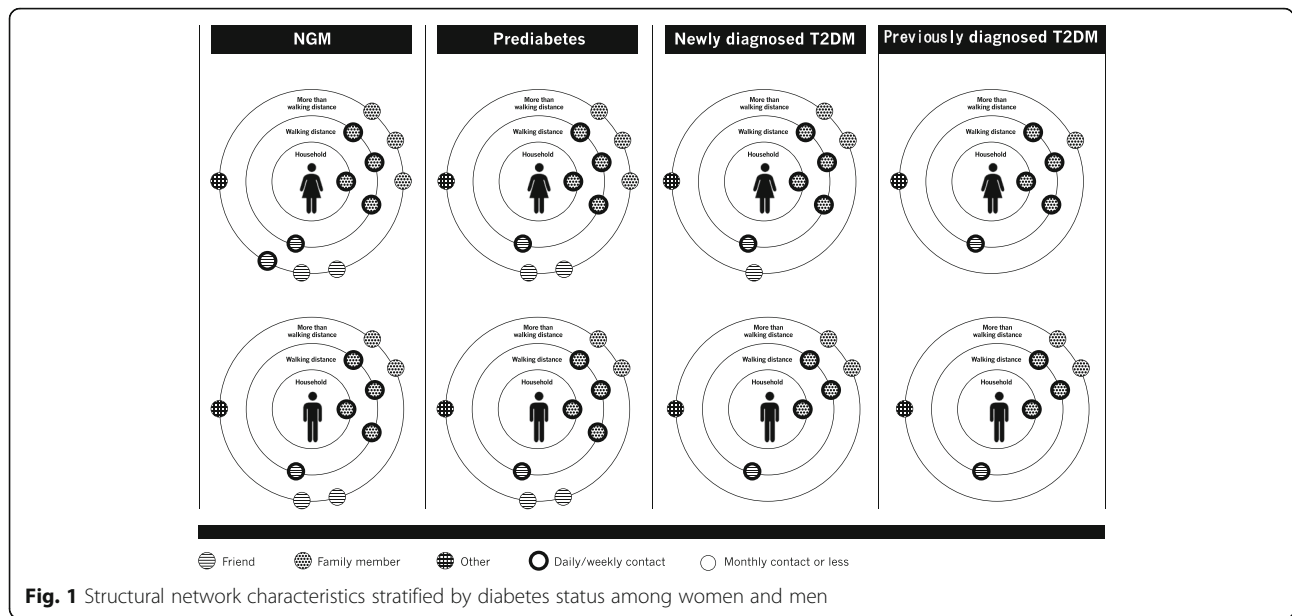 NGM
Prediabetes
Newly diagnosed T2DM
Previously diagnosed T2DM
More than
walking distance
Walking distance
Household
More than
walking distance
Walking distance
Household
More than
walking distance
Walking distance
Household
More than
walking distance
Walking distance
Household
More than
walking distance
Walking distance
Household
More than
walking distance
Walking distance
Household
More than
walking distance
Walking distance
Household
More than
walking distance
Walking distance
Household
Friend
Family member
Other
Daily/weekly contact
Monthly contact or less
Fig. 1 Structural network characteristics stratified by diabetes status among women and men